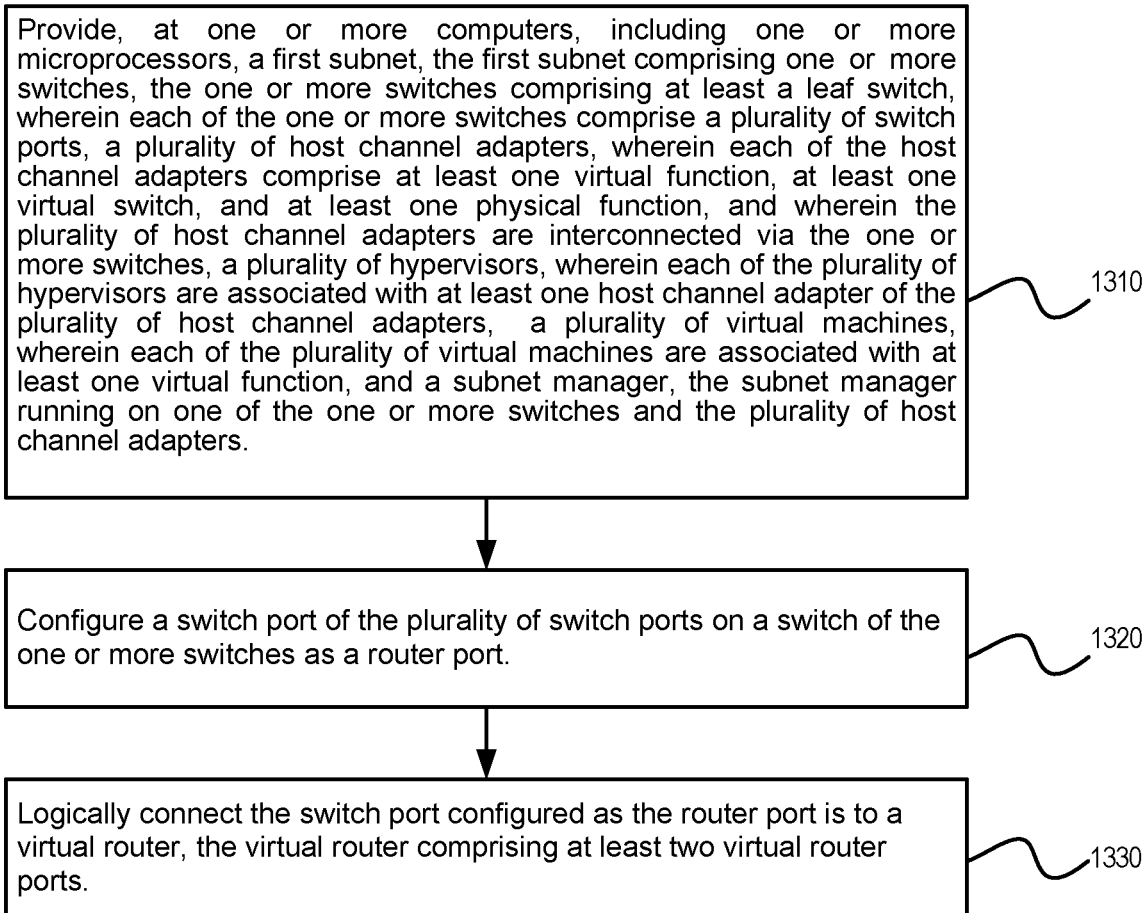 Provide, at one or more computers, including one or more
microprocessors, a first subnet, the first subnet comprising one or more
switches, the one or more switches comprising at least a leaf switch,
wherein each of the one or more switches comprise a plurality of switch
ports, a plurality of host channel adapters, wherein each of the host
channel adapters comprise at least one virtual function, at least one
virtual switch, and at least one physical function, and wherein the
plurality of host channel adapters are interconnected via the one or
more switches, a plurality of hypervisors, wherein each of the plurality of
hypervisors are associated with at least one host channel adapter of the
plurality of host channel adapters, a plurality of virtual machines,
wherein each of the plurality of virtual machines are associated with at
least one virtual function, and a subnet manager, the subnet manager
running on one of the one or more switches and the plurality of host
channel adapters.
1310
Configure a switch port of the plurality of switch ports on a switch of the
one or more switches as a router port.
1320
Logically connect the switch port configured as the router port is to a
virtual router, the virtual router comprising at least two virtual router
ports.
1330